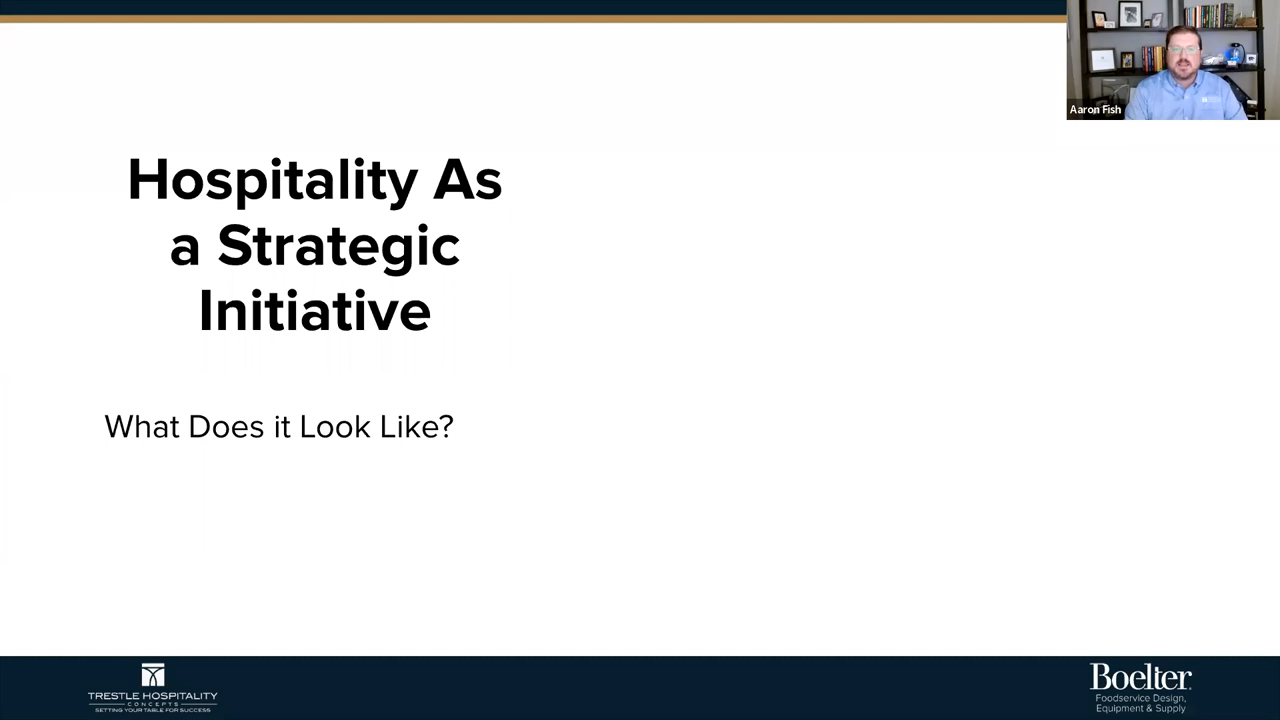 Aaron Fish
Hospitality As
a Strategic
Initiative
What Does it Look Like?
TRESTLE HOSPITALITY
CONCEPTS
SETTING YOUR TABLE FOR SUCCESS
Boelter
Foodservice Design,
Equipment & Supply